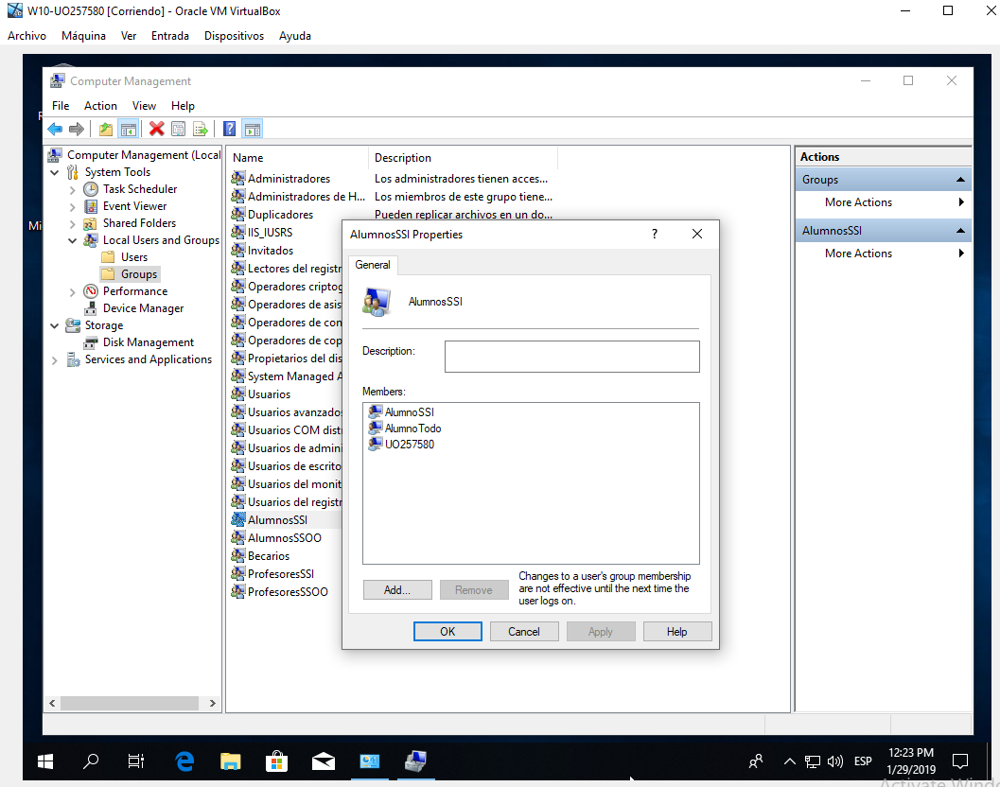 W10-UO257580 [Corriendo] - Oracle VM VirtualBox
Archivo Máquina Ver Entrada Dispositivos Ayuda
Computer Management
File Action View Help
Computer Management (Local
System Tools
Task Scheduler
Event Viewer
Shared Folders
Local Users and Groups
Users
Groups
Performance
Device Manager
Storage
Disk Management
Services and Applications
Name Description
Administradores Los administradores tienen acces...
Administradores de H... Los miembros de este grupo tiene...
Duplicadores Pueden replicar archivos en un do...
IIS_IUSRS
Invitados
Lectores del registr
Operadores criptog
Operadores de asis
Operadores de con
Operadores de cop
Propietarios del dis
System Managed A
Usuarios
Usuarios avanzados
Usuarios COM dist
Usuarios de admini
Usuarios de escrito
Usuarios del monit
Usuarios del registr
AlumnosSSI
AlumnosSSOO
Becarios
ProfesoresSSI
ProfesoresSSOO
AlumnosSSI Properties
General
AlumnosSSI
Description:
Members:
AlumnoSSI
AlumnoTodo
UO257580
Add... Remove
Changes to a user's group membership
are not effective until the next time the
user logs on.
OK Cancel Apply Help
Actions
Groups
More Actions
AlumnosSSI
More Actions
Mi
ESP
12:23 PM
1/29/2019